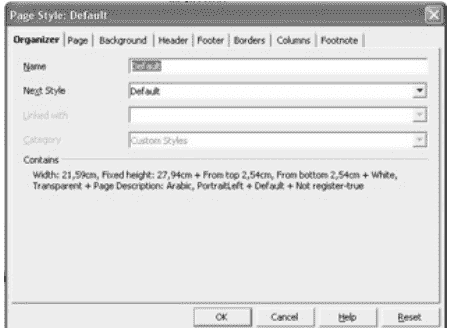 Page Style: Default
Organizer Page Background Header Footer Borders Columns Footnote
Name Default
Next Style Default
Linked with
Category Custom Styles
Contains
Width: 21,59cm, Fixed height: 27,94cm + From top 2,54cm, From bottom 2,54cm + White,
Transparent + Page Description: Arabic, PortraitLeft + Default + Not register-true
OK Cancel Help Reset